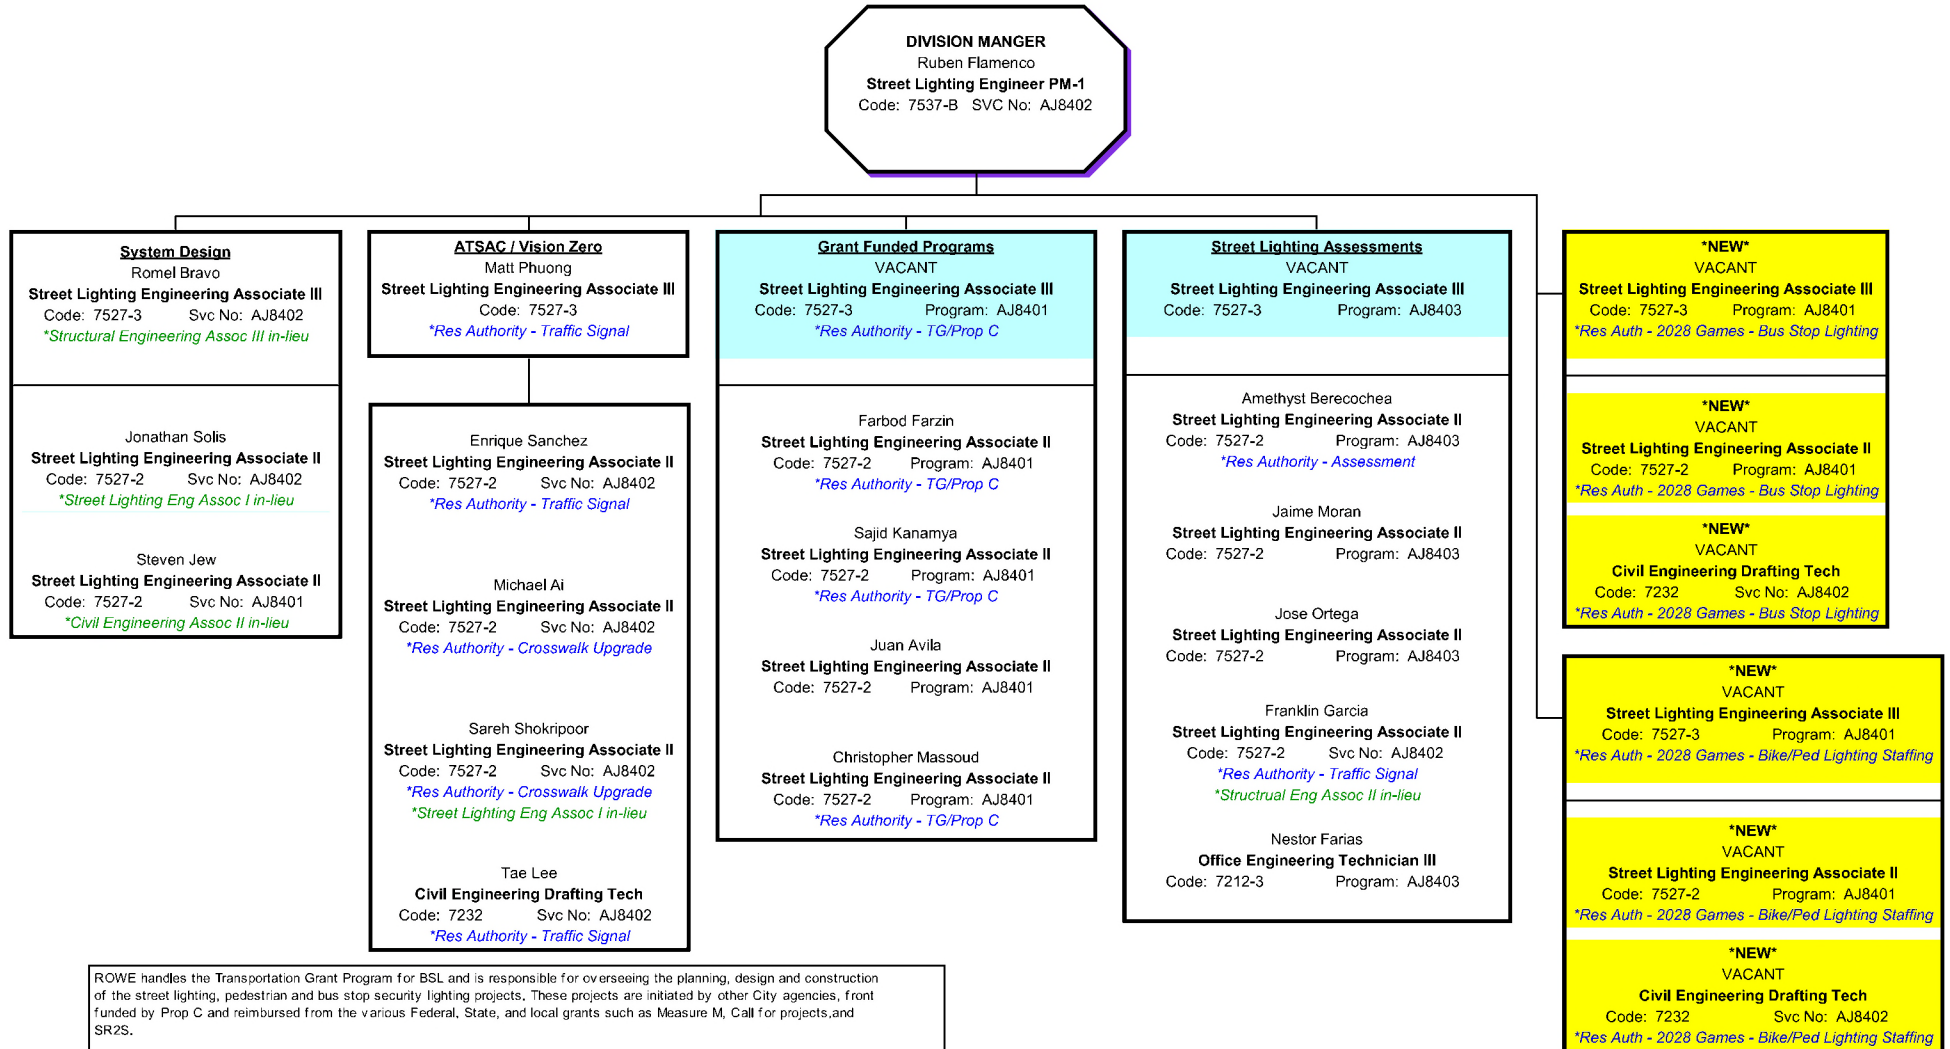 DIVISION MANGER
Ruben Flamenco
Street Lighting Engineer PM-1
Code: 7537-B SVC No: AJ8402
System Design
Romel Bravo
Street Lighting Engineering Associate III
Code: 7527-3 Svc No: AJ8402
*Structural Engineering Assoc III in-lieu
Jonathan Solis
Street Lighting Engineering Associate II
Code: 7527-2 Svc No: AJ8402
*Street Lighting Eng Assoc I in-lieu
Steven Jew
Street Lighting Engineering Associate II
Code: 7527-2 Svc No: AJ8401
*Civil Engineering Assoc II in-lieu
ATSAC / Vision Zero
Matt Phuong
Street Lighting Engineering Associate III
Code: 7527-3
*Res Authority - Traffic Signal
Enrique Sanchez
Street Lighting Engineering Associate II
Code: 7527-2 Svc No: AJ8402
*Res Authority - Traffic Signal
Michael Ai
Street Lighting Engineering Associate II
Code: 7527-2 Svc No: AJ8402
*Res Authority - Crosswalk Upgrade
Sareh Shokripoor
Street Lighting Engineering Associate II
Code: 7527-2 Svc No: AJ8402
*Res Authority - Crosswalk Upgrade
*Street Lighting Eng Assoc I in-lieu
Tae Lee
Civil Engineering Drafting Tech
Code: 7232 Svc No: AJ8402
*Res Authority - Traffic Signal
Grant Funded Programs
VACANT
Street Lighting Engineering Associate III
Code: 7527-3 Program: AJ8401
*Res Authority - TG/Prop C
Farbod Farzin
Street Lighting Engineering Associate II
Code: 7527-2 Program: AJ8401
*Res Authority - TG/Prop C
Sajid Kanamya
Street Lighting Engineering Associate II
Code: 7527-2 Program: AJ8401
*Res Authority - TG/Prop C
Juan Avila
Street Lighting Engineering Associate II
Code: 7527-2 Program: AJ8401
Christopher Massoud
Street Lighting Engineering Associate II
Code: 7527-2 Program: AJ8401
*Res Authority - TG/Prop C
Street Lighting Assessments
VACANT
Street Lighting Engineering Associate III
Code: 7527-3 Program: AJ8403
Amethyst Berecochea
Street Lighting Engineering Associate II
Code: 7527-2 Program: AJ8403
*Res Authority - Assessment
Jaime Moran
Street Lighting Engineering Associate II
Code: 7527-2 Program: AJ8403
Jose Ortega
Street Lighting Engineering Associate II
Code: 7527-2 Program: AJ8403
Franklin Garcia
Street Lighting Engineering Associate II
Code: 7527-2 Svc No: AJ8402
*Res Authority - Traffic Signal
*Structrual Eng Assoc II in-lieu
Nestor Farias
Office Engineering Technician III
Code: 7212-3 Program: AJ8403
*NEW*
VACANT
Street Lighting Engineering Associate III
Code: 7527-3 Program: AJ8401
*Res Auth - 2028 Games - Bus Stop Lighting
*NEW*
VACANT
Street Lighting Engineering Associate II
Code: 7527-2 Program: AJ8401
*Res Auth - 2028 Games - Bus Stop Lighting
*NEW*
VACANT
Civil Engineering Drafting Tech
Code: 7232 Svc No: AJ8402
*Res Auth - 2028 Games - Bus Stop Lighting
*NEW*
VACANT
Street Lighting Engineering Associate III
Code: 7527-3 Program: AJ8401
*Res Auth - 2028 Games - Bike/Ped Lighting Staffing
*NEW*
VACANT
Street Lighting Engineering Associate II
Code: 7527-2 Program: AJ8401
*Res Auth - 2028 Games - Bike/Ped Lighting Staffing
*NEW*
VACANT
Civil Engineering Drafting Tech
Code: 7232 Svc No: AJ8402
*Res Auth - 2028 Games - Bike/Ped Lighting Staffing
ROWE handles the Transportation Grant Program for BSL and is responsible for overseeing the planning, design and construction
of the street lighting, pedestrian and bus stop security lighting projects. These projects are initiated by other City agencies, front
funded by Prop C and reimbursed from the various Federal, State, and local grants such as Measure M, Call for projects,and
SR2S.